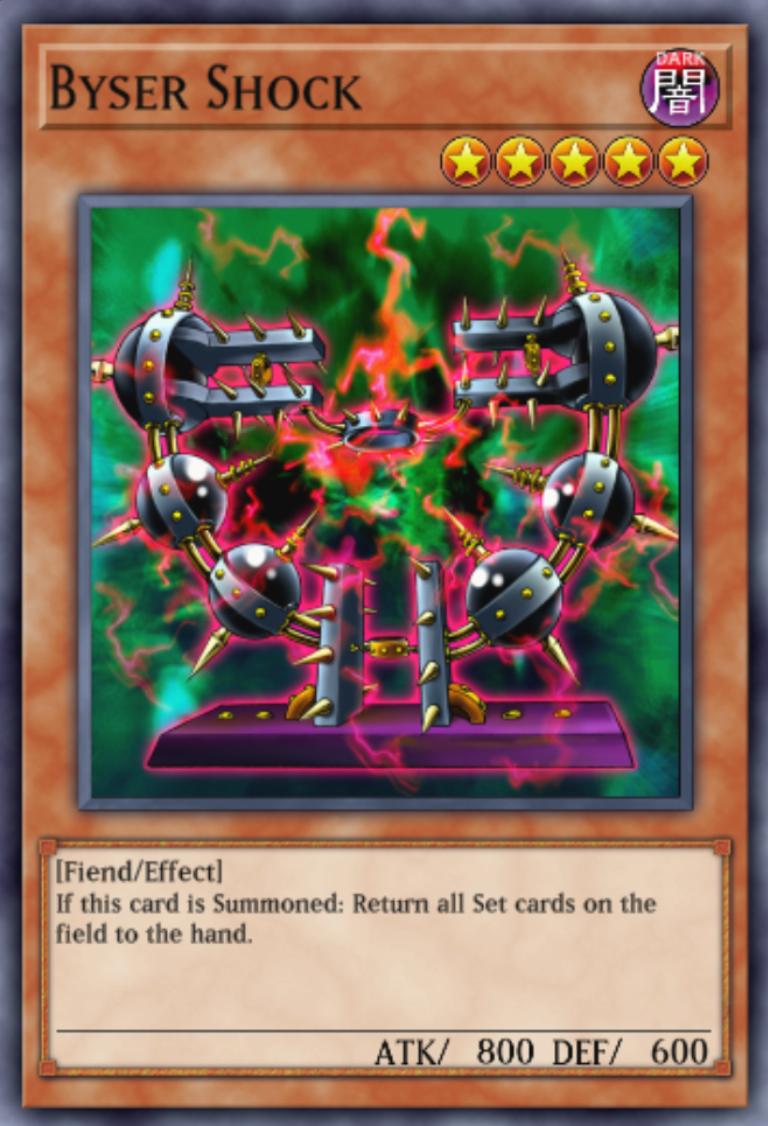 BYSER SHOCK
DARK
闇
[Fiend/Effect]
If this card is Summoned: Return all Set cards on the
field to the hand.
ATK/ 800 DEF/ 600